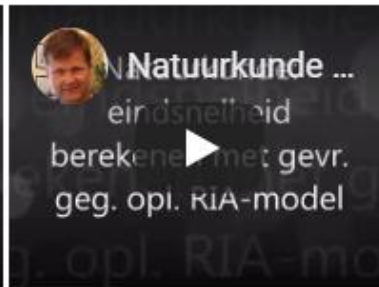 Natuurkunde ...
eindsnelheid
berekenen met gevr.
geg. opl. RIA-model